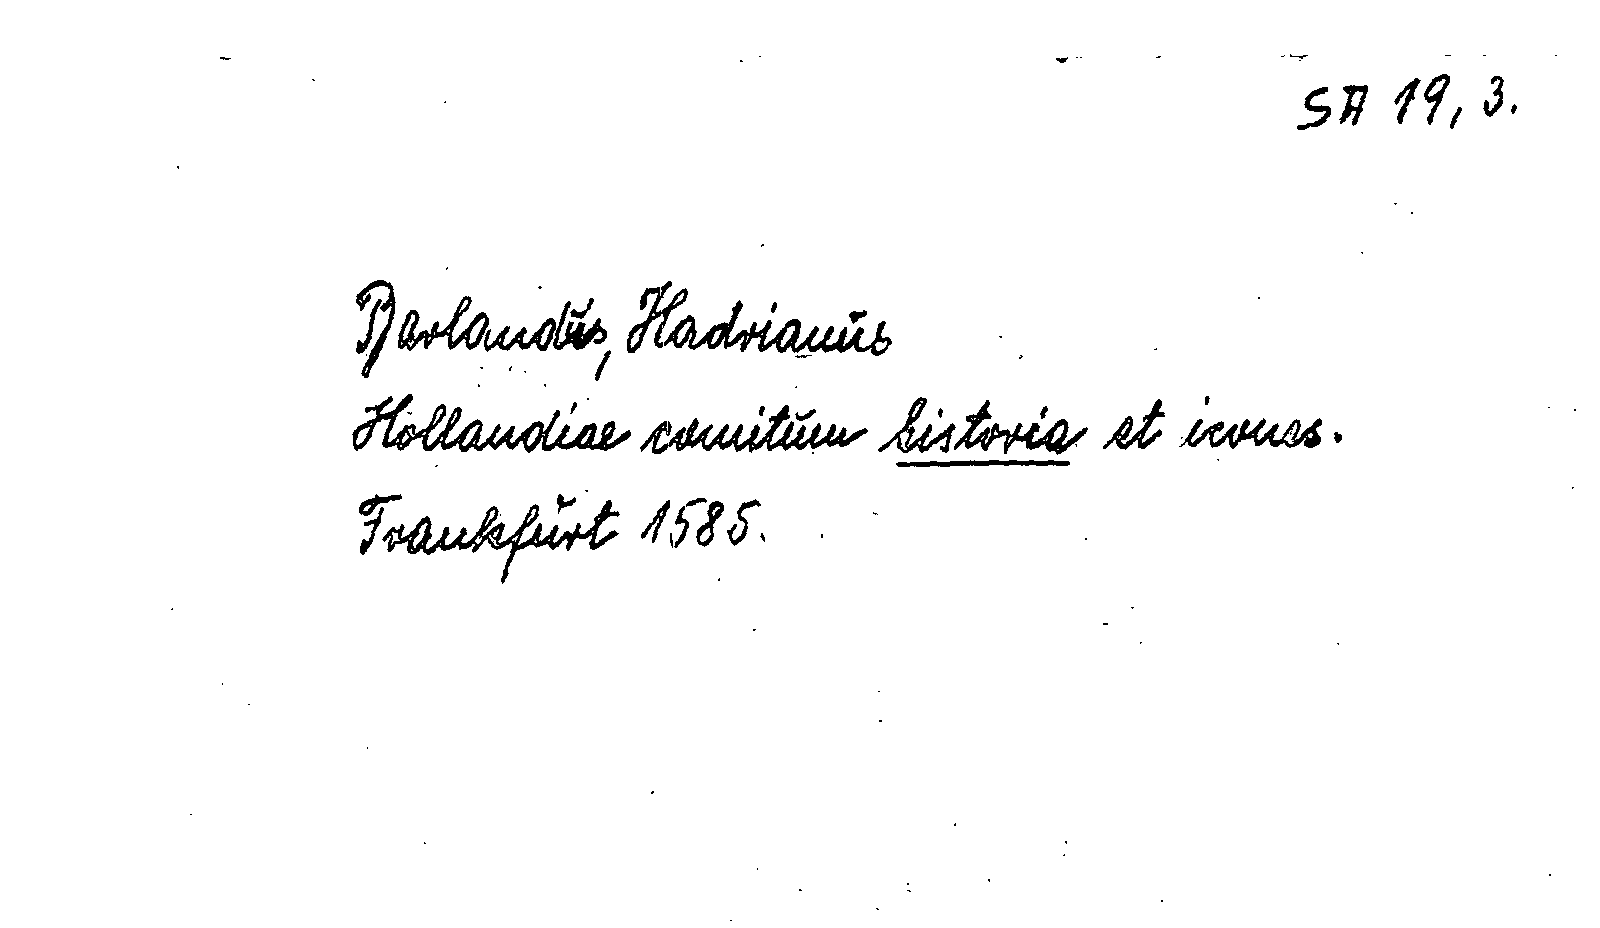 SA 19, 3.
Barlandus, Hadrianus
Hollandiae comitum historia et icones.
Frankfurt 1585.